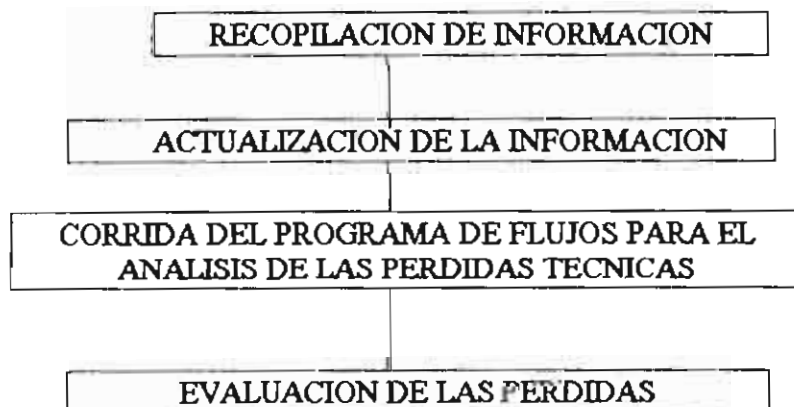 RECOPILACION DE INFORMACION
ACTUALIZACION DE LA INFORMACION
CORRIDA DEL PROGRAMA DE FLUJOS PARA EL
ANALISIS DE LAS PERDIDAS TECNICAS
EVALUACION DE LAS PERDIDAS